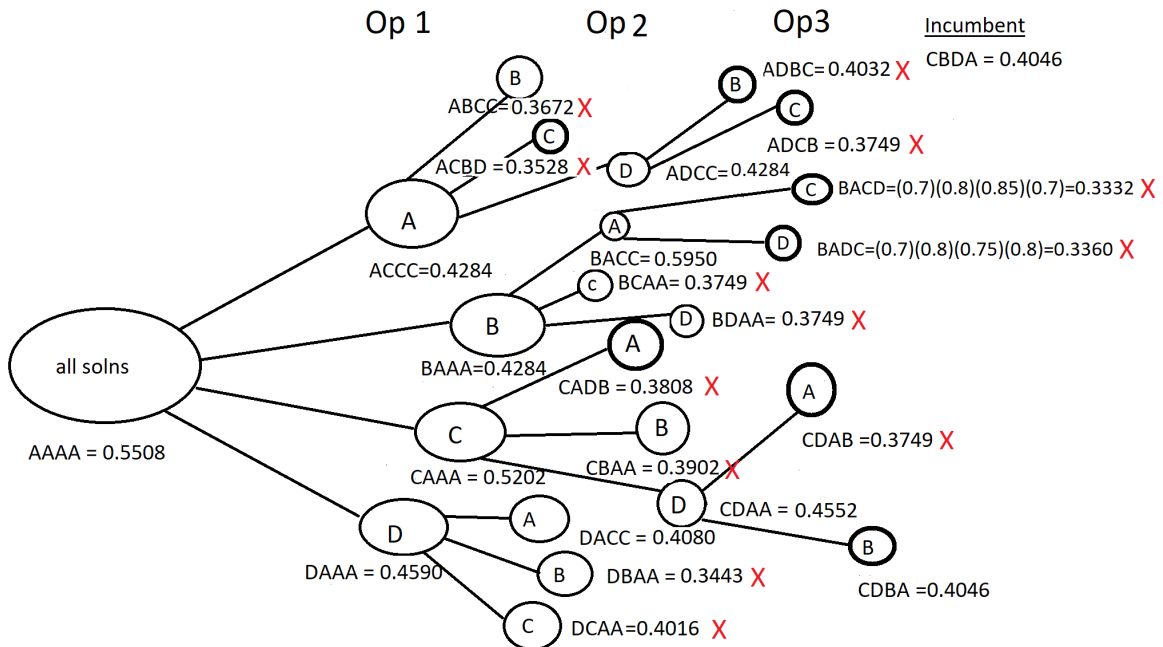 Op 1
Op 2
Op3
Incumbent
CBDA = 0.4046
B
ABCC=0.3672 X
C
ACBD =0.3528 X
A
ACCC=0.4284
B
ADBC= 0.4032 X
C
ADCB =0.3749 X
D
ADCC =0.4284
C
BACD=(0.7)(0.8)(0.85)(0.7)=0.3332 X
A
BACC =0.5950
D
BADC=(0.7)(0.8)(0.75)(0.8)=0.3360 X
c
BCAA =0.3749 X
B
BAAA=0.4284
D
BDAA= 0.3749 X
all solns
AAAA = 0.5508
A
CADB = 0.3808 X
C
CAAA = 0.5202
B
CBAA =0.3902 X
A
CDAB =0.3749 X
D
CDAA =0.4552
B
CDBA =0.4046
D
DAAA =0.4590
A
DACC =0.4080
B
DBAA =0.3443 X
C
DCAA=0.4016 X